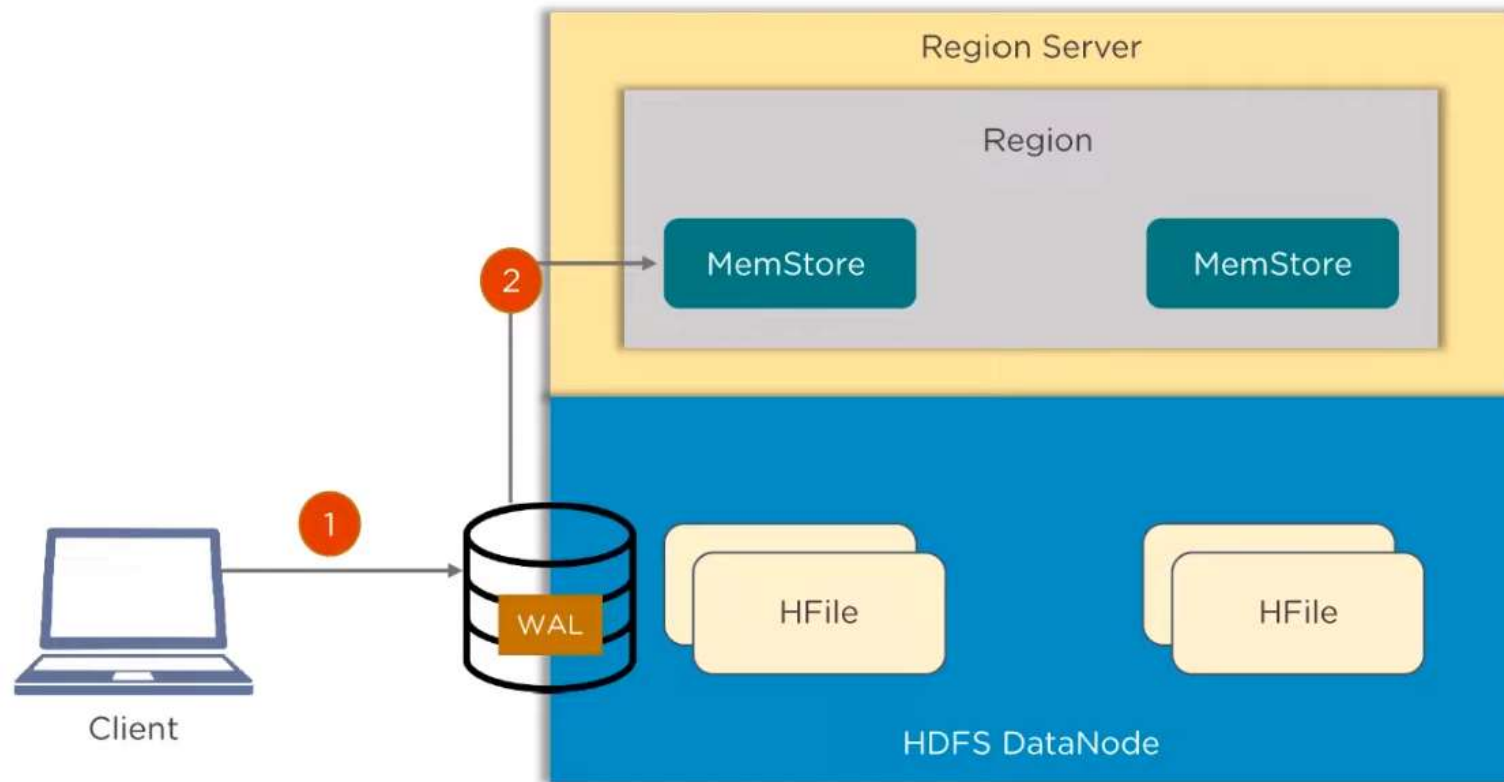 Region Server
Region
MemStore
MemStore
2
1
WAL
HFile
HFile
Client
HDFS DataNode